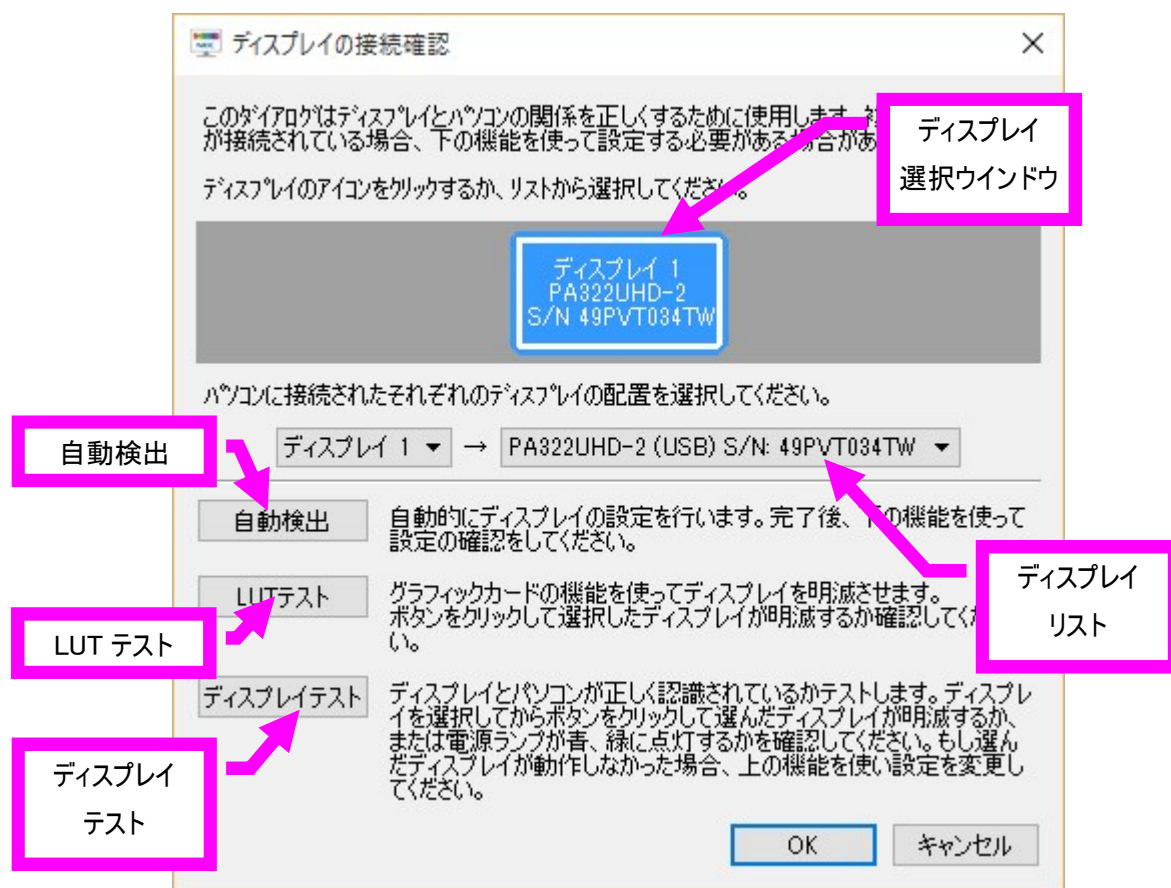 ディスプレイの接続確認
このダイアログはディスプレイとパソコンの関係を正しくするために使用します。
が接続されている場合、下の機能を使って設定する必要がある場合があ
ディスプレイ
選択ウインドウ
ディスプレイのアイコンをクリックするか、リストから選択してください。
ディスプレイ 1
PA322UHD-2
S/N 49PVT034TW
パソコンに接続されたそれぞれのディスプレイの配置を選択してください。
自動検出
ディスプレイ 1 → PA322UHD-2 (USB) S/N: 49PVT034TW
自動検出
自動的にディスプレイの設定を行います。完了後、下の機能を使って
設定の確認をしてください。
ディスプレイ
リスト
LUTテスト
グラフィックカードの機能を使ってディスプレイを明滅させます。
ボタンをクリックして選択したディスプレイが明滅するか確認してくだ
い。
LUT テスト
ディスプレイテスト
ディスプレイとパソコンが正しく認識されているかテストします。ディスプレ
イを選択してからボタンをクリックして選んだディスプレイが明滅するか、
または電源ランプが青、緑に点灯するかを確認してください。もし選ん
だディスプレイが動作しなかった場合、上の機能を使い設定を変更し
てください。
ディスプレイ
テスト
OK
キャンセル